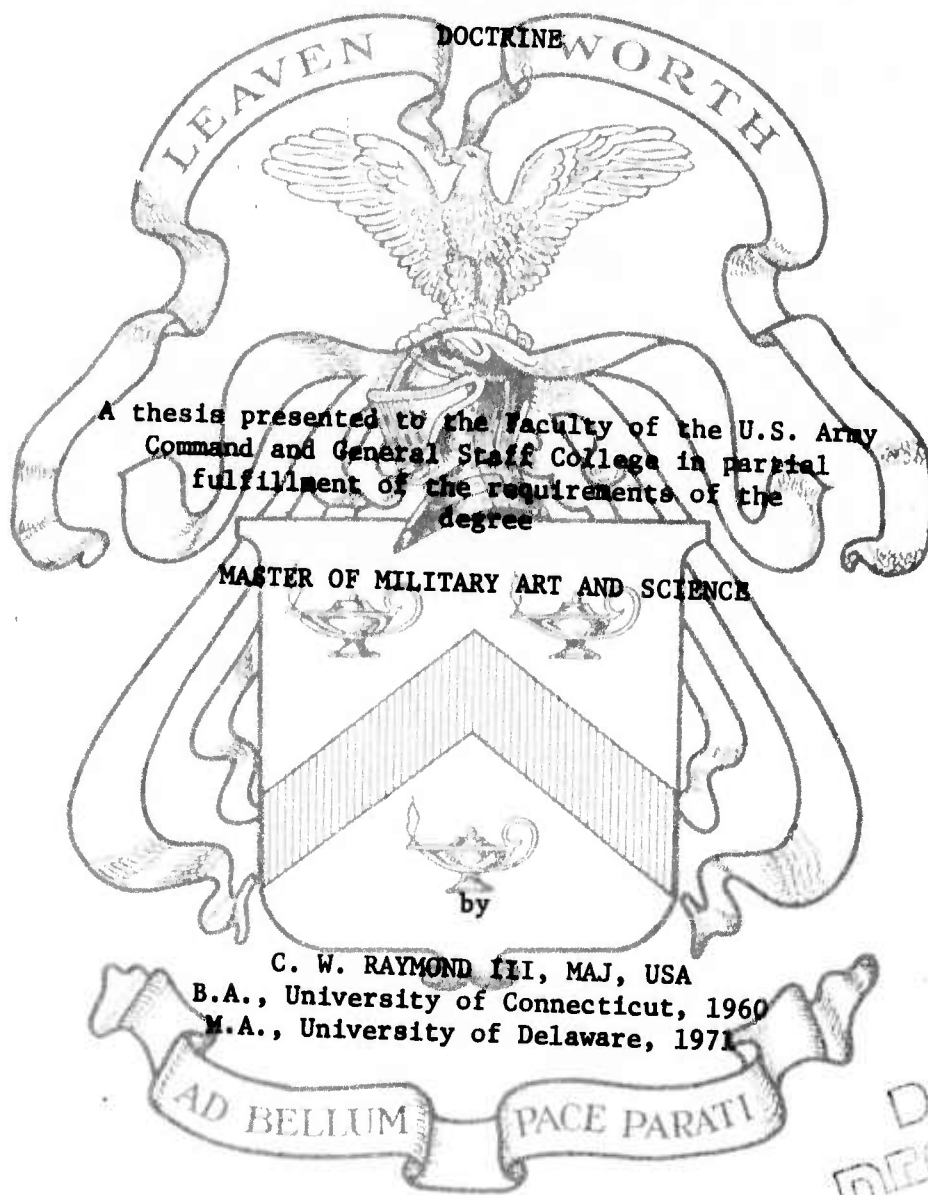 DOCTRINE
LEAVEN WORTH
A thesis presented to the Faculty of the U.S. Army
Command and General Staff College in partial
fulfillment of the requirements of the
degree
MASTER OF MILITARY ART AND SCIENCE
by
C. W. RAYMOND III, MAJ, USA
B.A., University of Connecticut, 1960
M.A., University of Delaware, 1971
AD BELLUM PACE PARATI